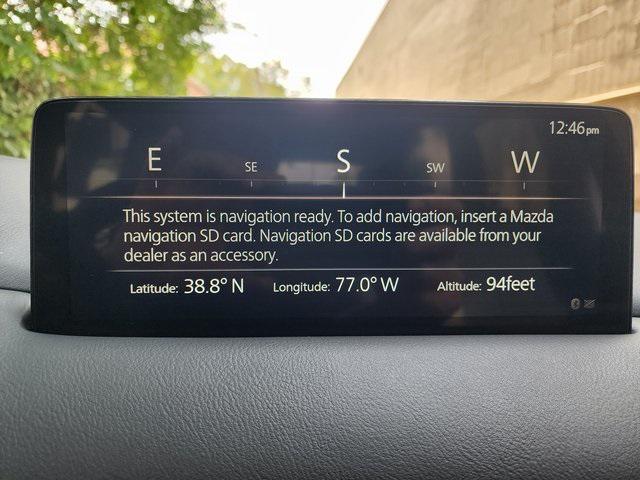 12:46pm
E SE S SW W
This system is navigation ready. To add navigation, insert a Mazda
navigation SD card. Navigation SD cards are available from your
dealer as an accessory.
Latitude: 38.8° N Longitude: 77.0° W Altitude: 94feet